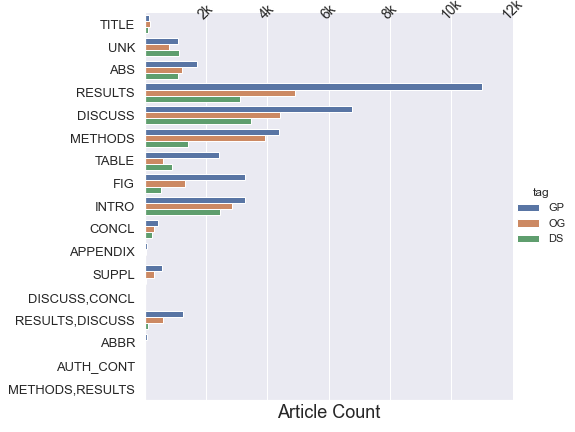 2k 4k 6k 8k 10k 12k
TITLE
UNK
ABS
RESULTS
DISCUSS
METHODS
TABLE
FIG
INTRO
CONCL
APPENDIX
SUPPL
DISCUSS,CONCL
RESULTS,DISCUSS
ABBR
AUTH_CONT
METHODS,RESULTS
Article Count
tag
GP
OG
DS